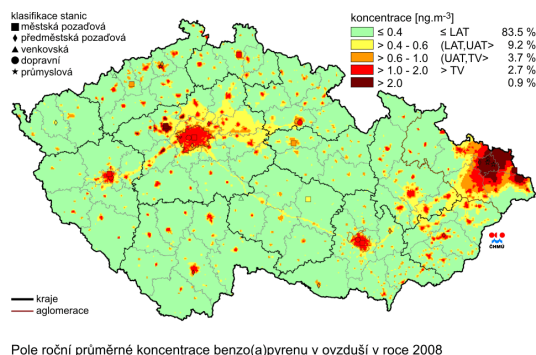 klasifikace stanic
městská pozaďová
předměstská pozaďová
venkovská
dopravní
průmyslová
koncentrace [ng.m-3]
≤ 0.4 ≤ LAT 83.5 %
> 0.4 - 0.6 (LAT,UAT> 9.2 %
> 0.6 - 1.0 (UAT,TV> 3.7 %
> 1.0 - 2.0 > TV 2.7 %
> 2.0 0.9 %
ČHMÚ
kraje
aglomerace
Pole roční průměrné koncentrace benzo(a)pyrenu v ovzduší v roce 2008